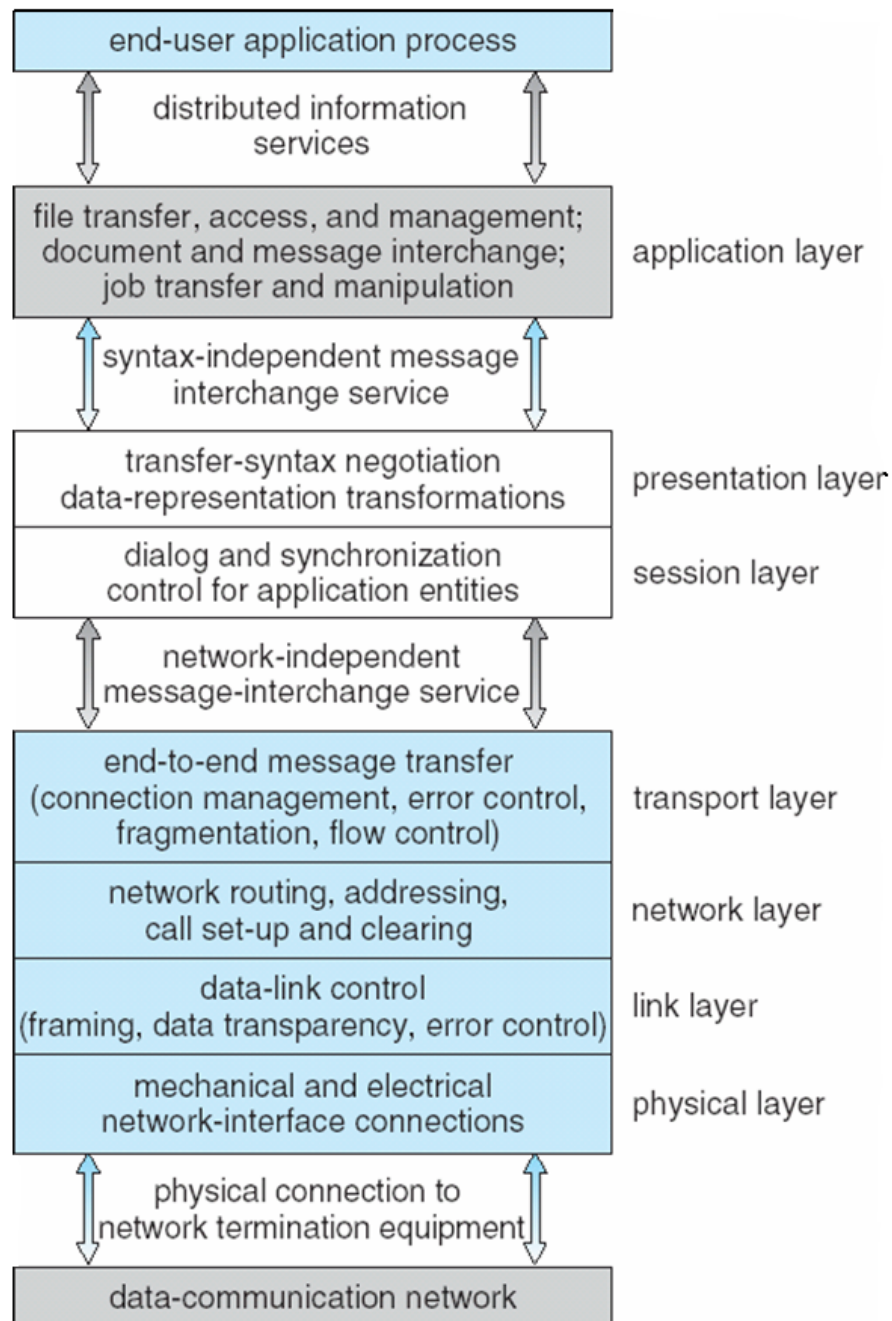 end-user application process
distributed information
services
file transfer, access, and management;
document and message interchange;
job transfer and manipulation
application layer
syntax-independent message
interchange service
transfer-syntax negotiation
data-representation transformations
presentation layer
dialog and synchronization
control for application entities
session layer
network-independent
message-interchange service
end-to-end message transfer
(connection management, error control,
fragmentation, flow control)
transport layer
network routing, addressing,
call set-up and clearing
network layer
data-link control
(framing, data transparency, error control)
link layer
mechanical and electrical
network-interface connections
physical layer
physical connection to
network termination equipment
data-communication network